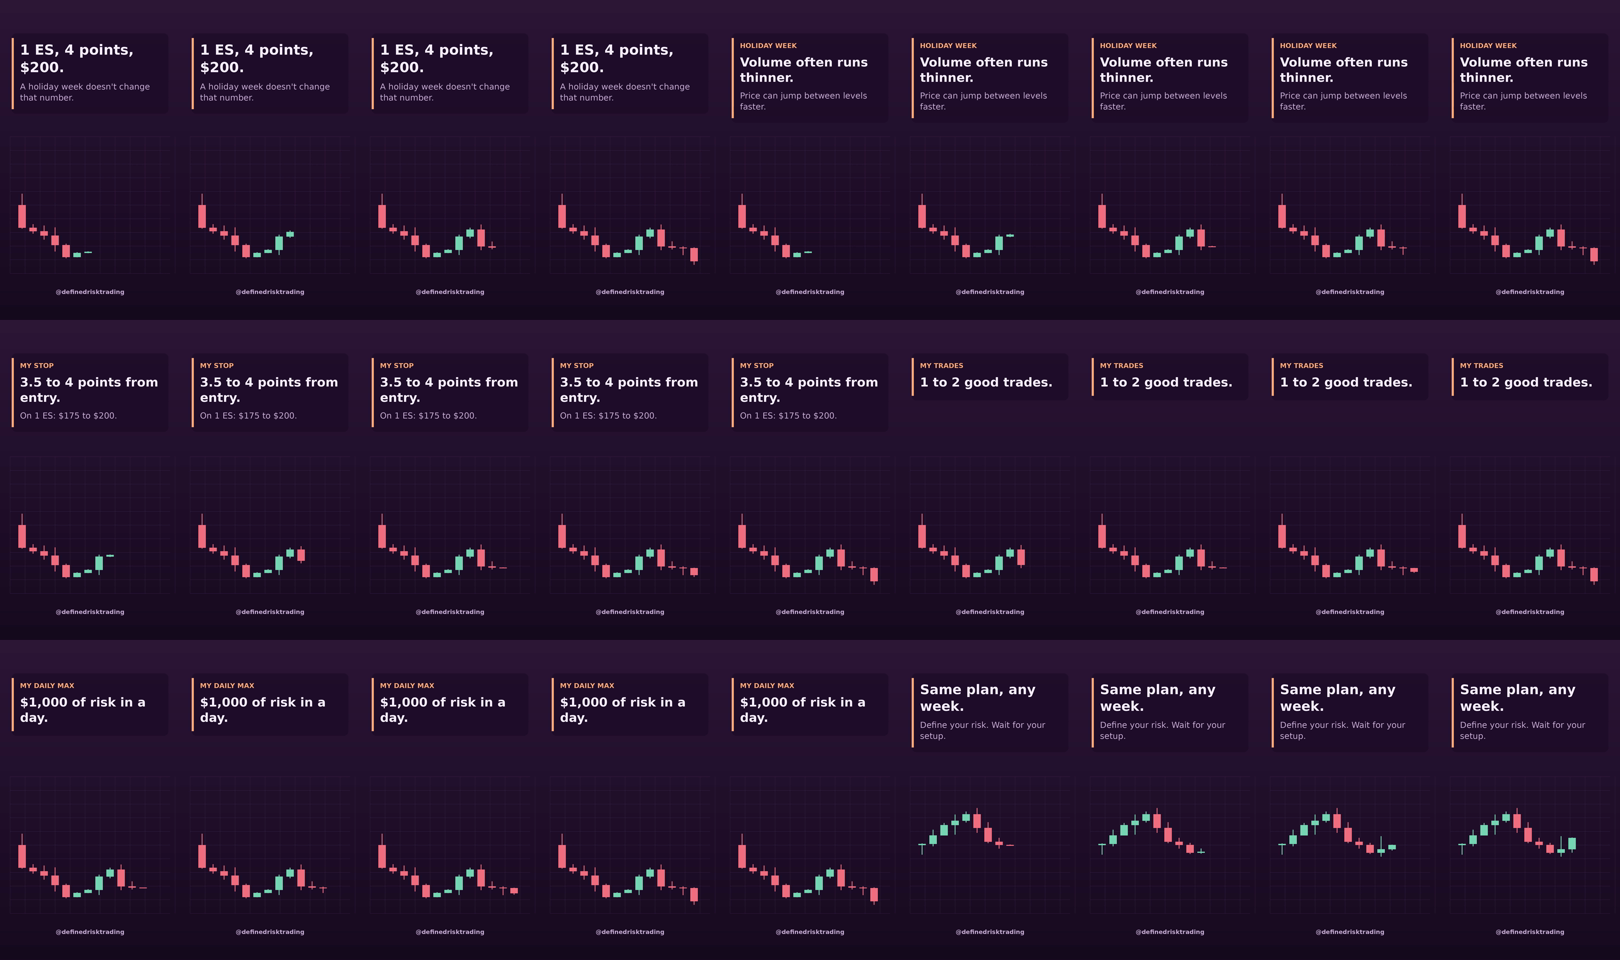 1 ES, 4 points,
$200.
A holiday week doesn't change
that number.
@definedrisktrading
1 ES, 4 points,
$200.
A holiday week doesn't change
that number.
@definedrisktrading
1 ES, 4 points,
$200.
A holiday week doesn't change
that number.
@definedrisktrading
1 ES, 4 points,
$200.
A holiday week doesn't change
that number.
@definedrisktrading
HOLIDAY WEEK
Volume often runs
thinner.
Price can jump between levels
faster.
@definedrisktrading
HOLIDAY WEEK
Volume often runs
thinner.
Price can jump between levels
faster.
@definedrisktrading
HOLIDAY WEEK
Volume often runs
thinner.
Price can jump between levels
faster.
@definedrisktrading
HOLIDAY WEEK
Volume often runs
thinner.
Price can jump between levels
faster.
@definedrisktrading
HOLIDAY WEEK
Volume often runs
thinner.
Price can jump between levels
faster.
@definedrisktrading
MY STOP
3.5 to 4 points from
entry.
On 1 ES: $175 to $200.
@definedrisktrading
MY STOP
3.5 to 4 points from
entry.
On 1 ES: $175 to $200.
@definedrisktrading
MY STOP
3.5 to 4 points from
entry.
On 1 ES: $175 to $200.
@definedrisktrading
MY STOP
3.5 to 4 points from
entry.
On 1 ES: $175 to $200.
@definedrisktrading
MY STOP
3.5 to 4 points from
entry.
On 1 ES: $175 to $200.
@definedrisktrading
MY TRADES
1 to 2 good trades.
@definedrisktrading
MY TRADES
1 to 2 good trades.
@definedrisktrading
MY TRADES
1 to 2 good trades.
@definedrisktrading
MY TRADES
1 to 2 good trades.
@definedrisktrading
MY DAILY MAX
$1,000 of risk in a
day.
@definedrisktrading
MY DAILY MAX
$1,000 of risk in a
day.
@definedrisktrading
MY DAILY MAX
$1,000 of risk in a
day.
@definedrisktrading
MY DAILY MAX
$1,000 of risk in a
day.
@definedrisktrading
MY DAILY MAX
$1,000 of risk in a
day.
@definedrisktrading
Same plan, any
week.
Define your risk. Wait for your
setup.
@definedrisktrading
Same plan, any
week.
Define your risk. Wait for your
setup.
@definedrisktrading
Same plan, any
week.
Define your risk. Wait for your
setup.
@definedrisktrading
Same plan, any
week.
Define your risk. Wait for your
setup.
@definedrisktrading